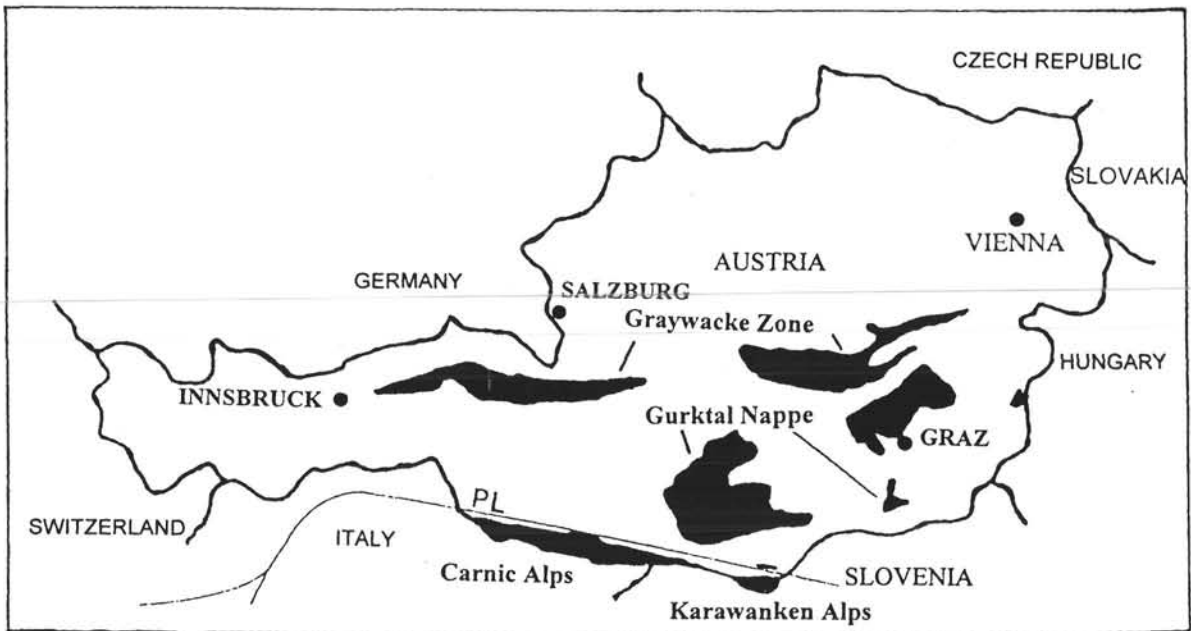 CZECH REPUBLIC
SLOVAKIA
VIENNA
AUSTRIA
GERMANY
SALZBURG
Graywacke Zone
HUNGARY
INNSBRUCK
Gurktal Nappe
GRAZ
PL
SWITZERLAND
ITALY
Carnic Alps
SLOVENIA
Karawanken Alps